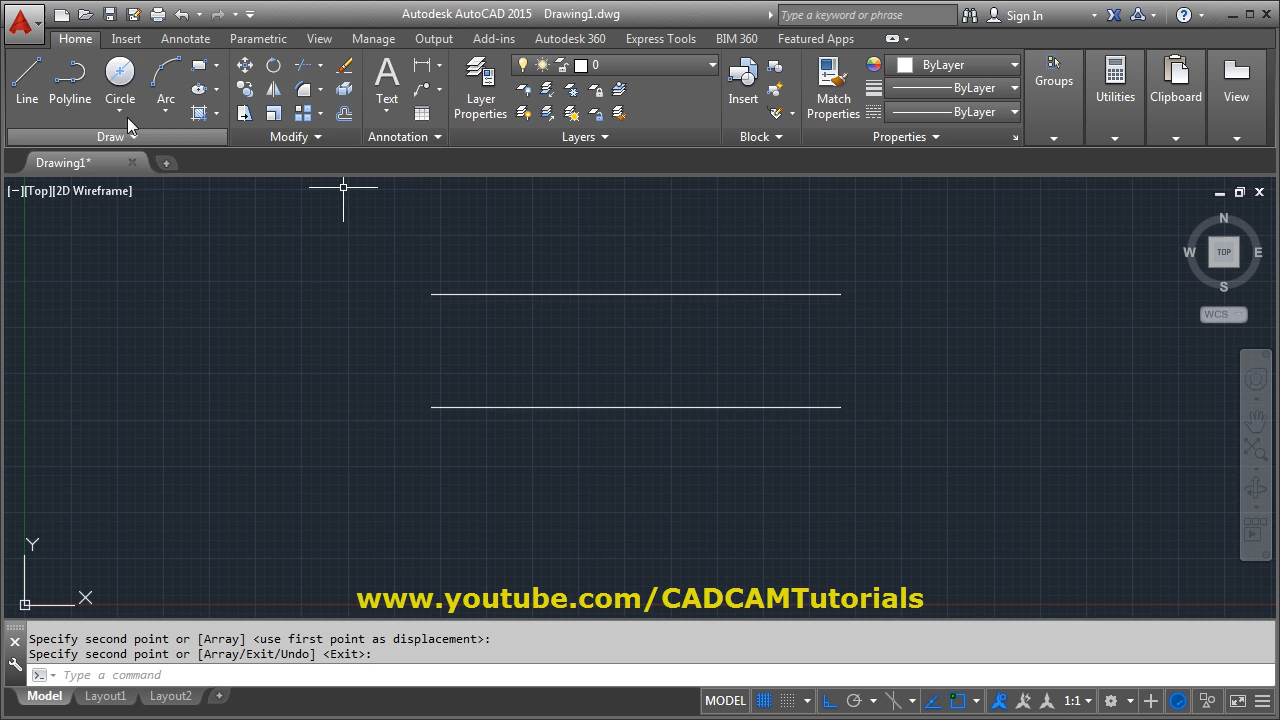 Autodesk AutoCAD 2015 Drawing1.dwg
Type a keyword or phrase
Sign In
Home Insert Annotate Parametric View Manage Output Add-ins Autodesk 360 Express Tools BIM 360 Featured Apps
Line Polyline Circle Arc
Text
Layer
Properties
0
Insert
Match
Properties
ByLayer
ByLayer
ByLayer
Groups
Utilities
Clipboard
View
Draw Modify Annotation Layers Block Properties
Drawing1*
[−][Top][2D Wireframe]
N
W TOP E
S
WCS
Y
X
www.youtube.com/CADCAMTutorials
Specify second point or [Array] <use first point as displacement>:
Specify second point or [Array/Exit/Undo] <Exit>:
Type a command
Model Layout1 Layout2 +
MODEL
1:1